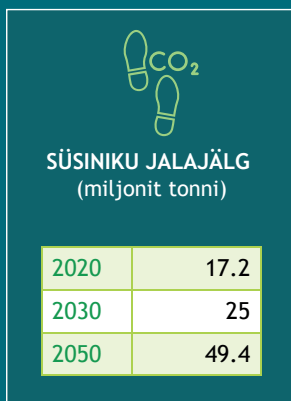 CO₂
SÜSINIKU JALAJÄLG
(miljonit tonni)
2020 17.2
2030 25
2050 49.4